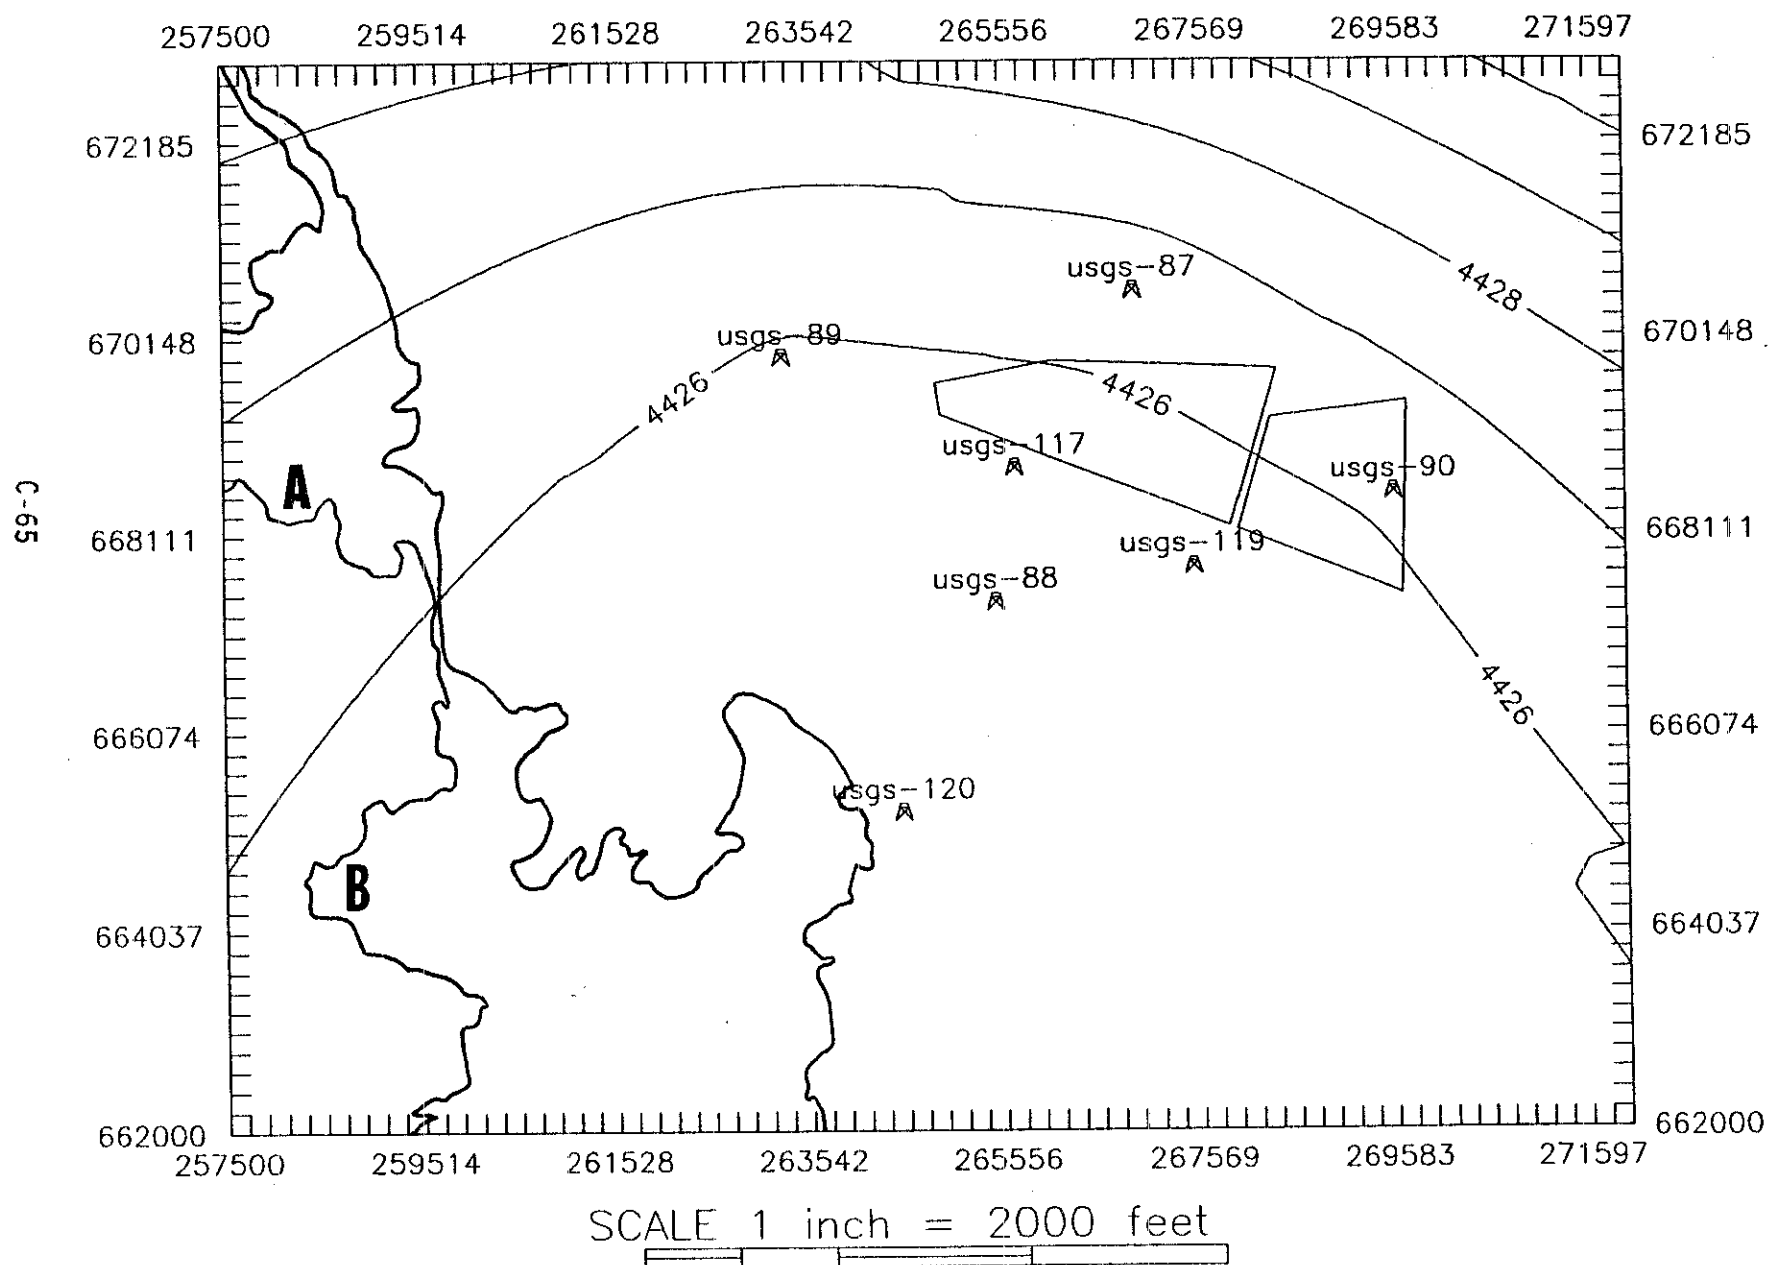 257500 259514 261528 263542 265556 267569 269583 271597
672185 672185
usgs-87
4428
670148 usgs-89 670148
4426 4426
usgs-117
usgs-90
A
C-65
668111 668111
usgs-119
usgs-88
4426
666074 666074
usgs-120
B
664037 664037
662000 662000
257500 259514 261528 263542 265556 267569 269583 271597
SCALE 1 inch = 2000 feet